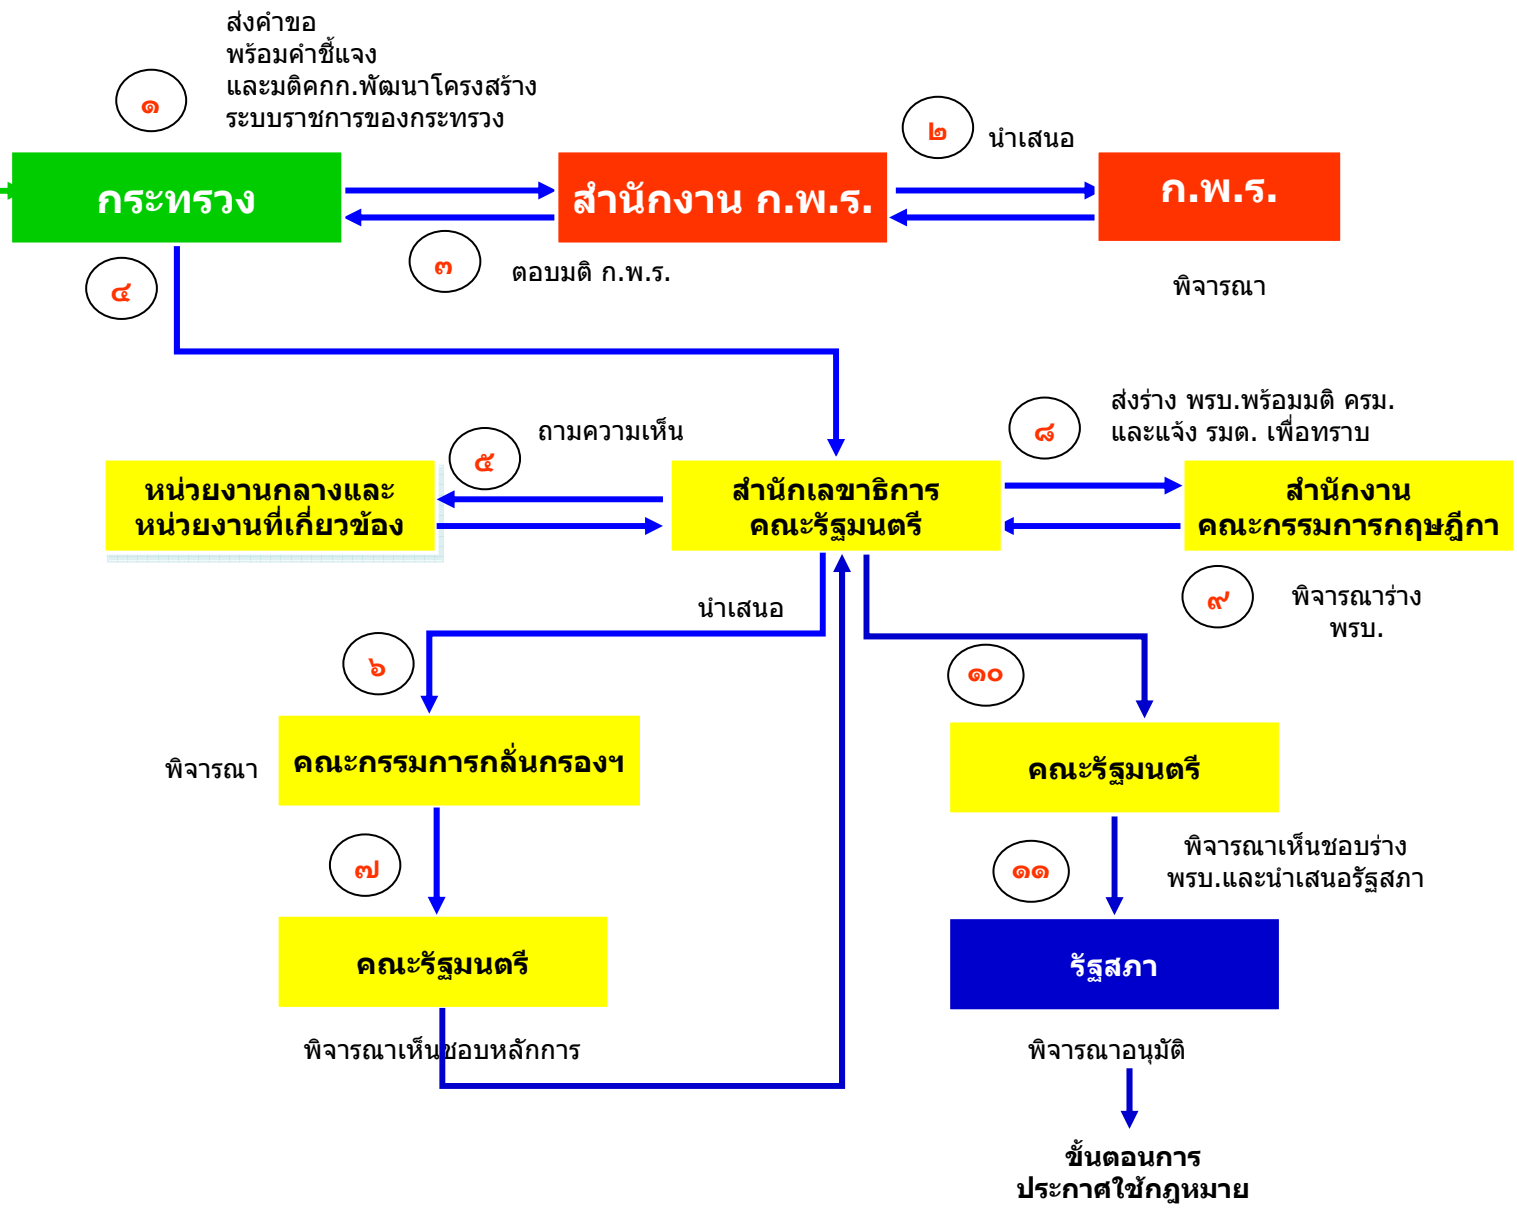 ส่งคำขอ
พร้อมคำชี้แจง
และมติคกก.พัฒนาโครงสร้าง
ระบบราชการของกระทรวง
๑
๒
นำเสนอ
กระทรวง
สำนักงาน ก.พ.ร.
ก.พ.ร.
๓
ตอบมติ ก.พ.ร.
๔
พิจารณา
ส่งร่าง พรบ.พร้อมมติ ครม.
และแจ้ง รมต. เพื่อทราบ
๘
ถามความเห็น
๕
หน่วยงานกลางและ
หน่วยงานที่เกี่ยวข้อง
สำนักเลขาธิการ
คณะรัฐมนตรี
สำนักงาน
คณะกรรมการกฤษฎีกา
๙
พิจารณาร่าง
พรบ.
นำเสนอ
๖
๑๐
พิจารณา
คณะกรรมการกลั่นกรองฯ
คณะรัฐมนตรี
๗
๑๑
พิจารณาเห็นชอบร่าง
พรบ.และนำเสนอรัฐสภา
คณะรัฐมนตรี
รัฐสภา
พิจารณาเห็นชอบหลักการ
พิจารณาอนุมัติ
ขั้นตอนการ
ประกาศใช้กฎหมาย